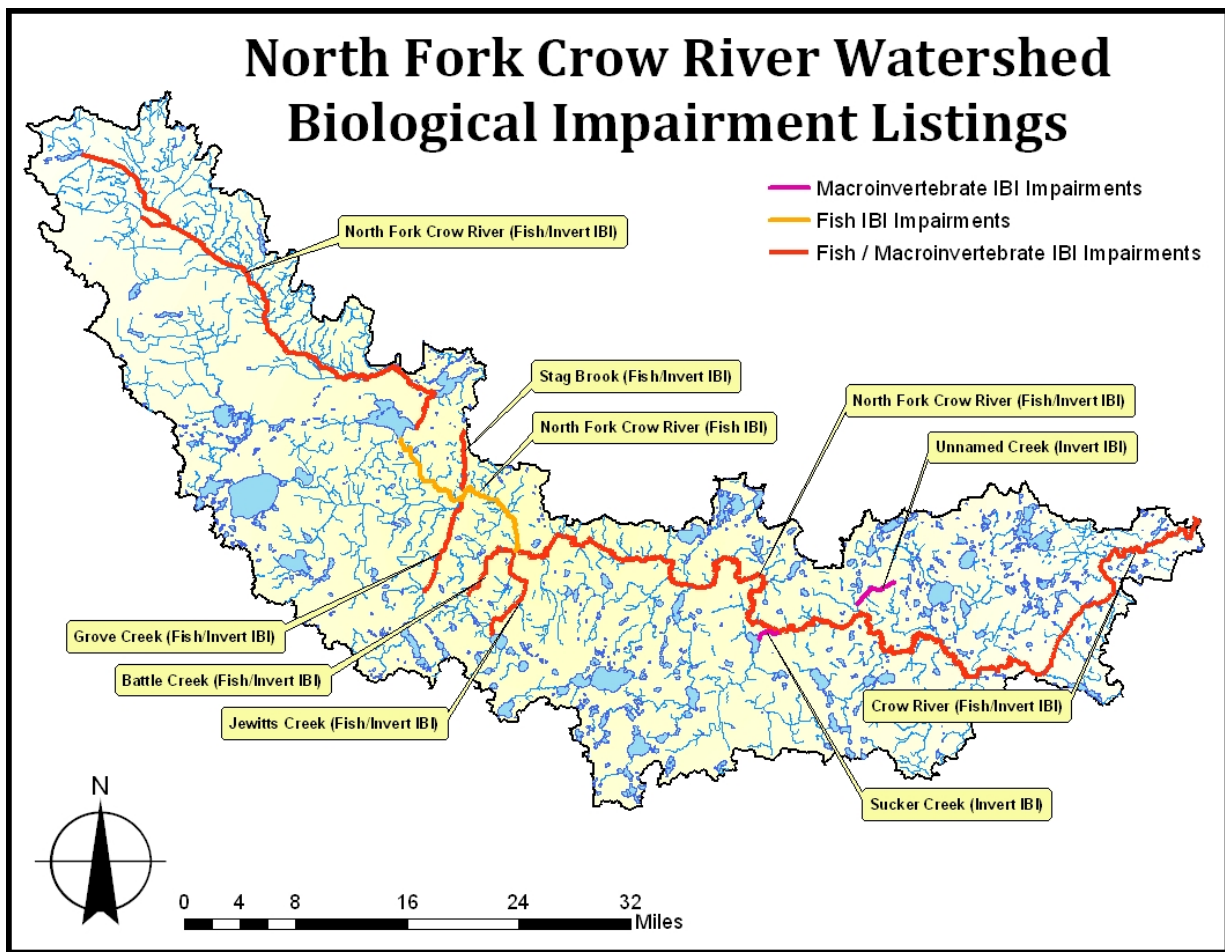 North Fork Crow River Watershed
Biological Impairment Listings
Macroinvertebrate IBI Impairments
Fish IBI Impairments
Fish / Macroinvertebrate IBI Impairments
North Fork Crow River (Fish/Invert IBI)
Stag Brook (Fish/Invert IBI)
North Fork Crow River (Fish/Invert IBI)
North Fork Crow River (Fish IBI)
Unnamed Creek (Invert IBI)
Grove Creek (Fish/Invert IBI)
Battle Creek (Fish/Invert IBI)
Crow River (Fish/Invert IBI)
Jewitts Creek (Fish/Invert IBI)
Sucker Creek (Invert IBI)
N
0 4 8 16 24 32
Miles